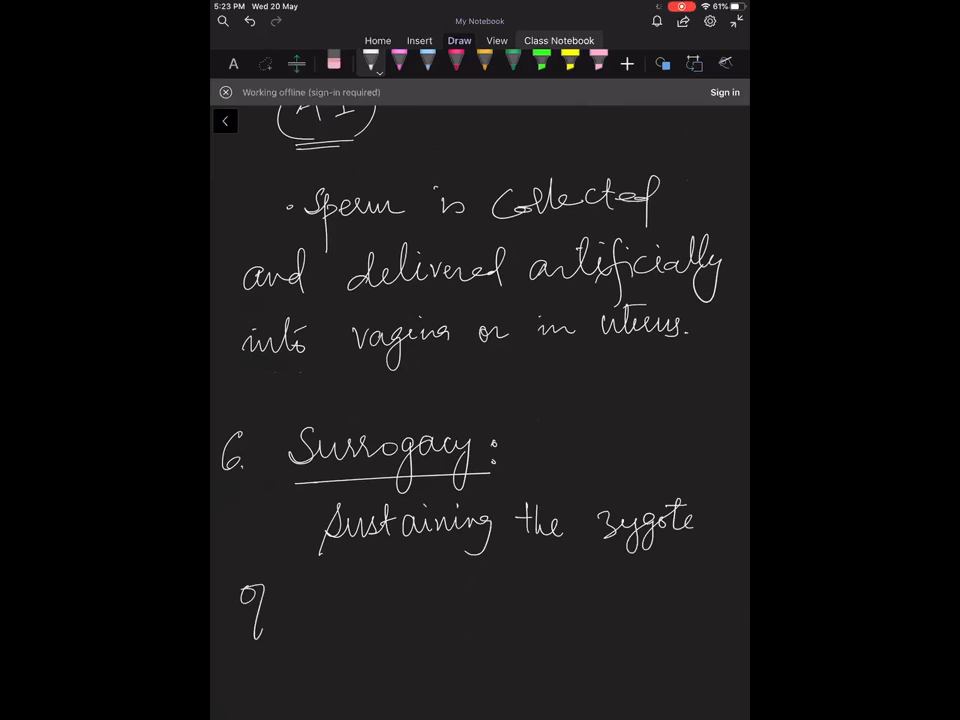 5:23 PM Wed 20 May
61%
My Notebook
Home Insert Draw View Class Notebook
A
Working offline (sign-in required) Sign in
A I
• Sperm is collected
and delivered artificially
into vagina or in uterus.
6. Surrogacy:
Sustaining the zygote
of